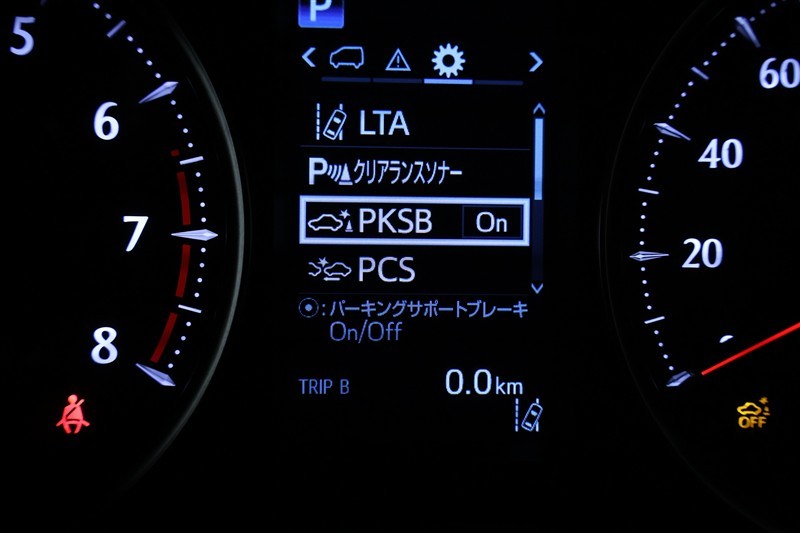 P
5
6
7
8
LTA
Pクリアランスソナー
PKSB On
PCS
:パーキングサポートブレーキ
On/Off
TRIP B 0.0km
60
40
20
OFF